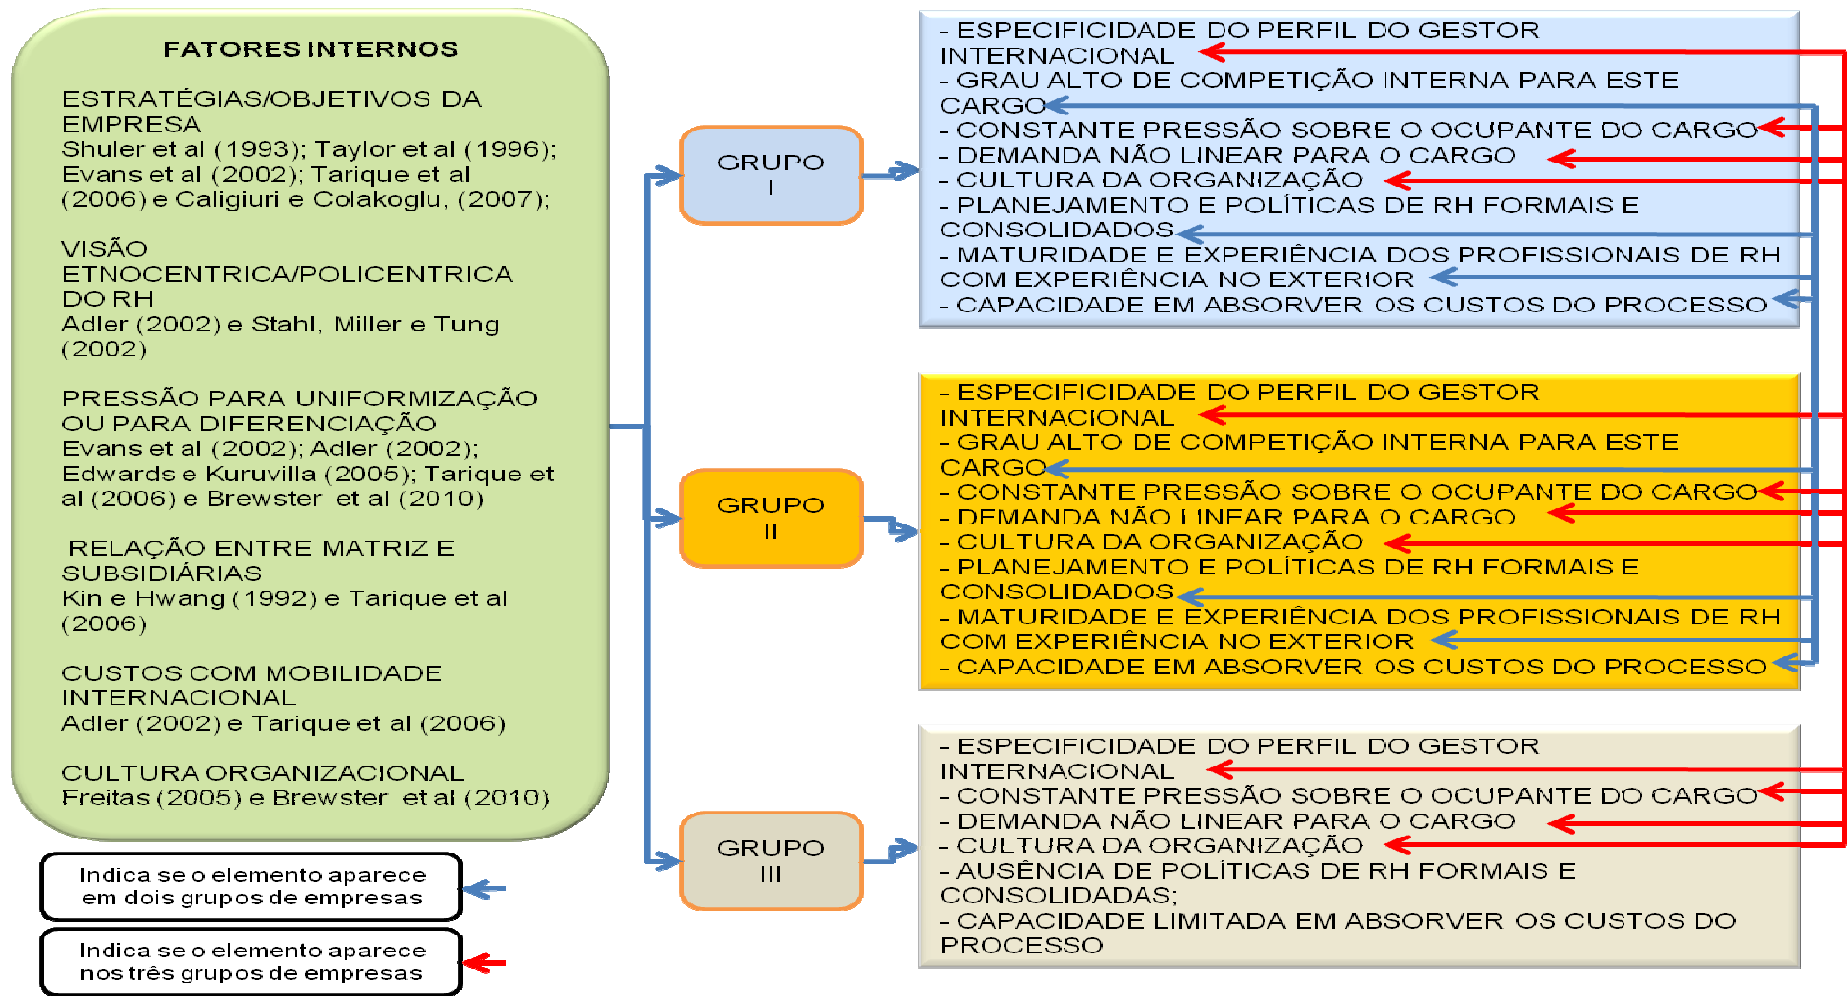 FATORES INTERNOS
ESTRATÉGIAS/OBJETIVOS DA
EMPRESA
Shuler et al (1993); Taylor et al (1996);
Evans et al (2002); Tarique et al
(2006) e Caligiuri e Colakoglu, (2007);
VISÃO
ETNOCENTRICA/POLICENTRICA
DO RH
Adler (2002) e Stahl, Miller e Tung
(2002)
PRESSÃO PARA UNIFORMIZAÇÃO
OU PARA DIFERENCIAÇÃO
Evans et al (2002); Adler (2002);
Edwards e Kuruvilla (2005); Tarique et
al (2006) e Brewster et al (2010)
RELAÇÃO ENTRE MATRIZ E
SUBSIDIÁRIAS
Kin e Hwang (1992) e Tarique et al
(2006)
CUSTOS COM MOBILIDADE
INTERNACIONAL
Adler (2002) e Tarique et al (2006)
CULTURA ORGANIZACIONAL
Freitas (2005) e Brewster et al (2010)
Indica se o elemento aparece
em dois grupos de empresas
Indica se o elemento aparece
nos três grupos de empresas
GRUPO
I
GRUPO
II
GRUPO
III
- ESPECIFICIDADE DO PERFIL DO GESTOR
INTERNACIONAL
- GRAU ALTO DE COMPETIÇÃO INTERNA PARA ESTE
CARGO
- CONSTANTE PRESSÃO SOBRE O OCUPANTE DO CARGO
- DEMANDA NÃO LINEAR PARA O CARGO
- CULTURA DA ORGANIZAÇÃO
- PLANEJAMENTO E POLÍTICAS DE RH FORMAIS E
CONSOLIDADOS
- MATURIDADE E EXPERIÊNCIA DOS PROFISSIONAIS DE RH
COM EXPERIÊNCIA NO EXTERIOR
- CAPACIDADE EM ABSORVER OS CUSTOS DO PROCESSO
- ESPECIFICIDADE DO PERFIL DO GESTOR
INTERNACIONAL
- GRAU ALTO DE COMPETIÇÃO INTERNA PARA ESTE
CARGO
- CONSTANTE PRESSÃO SOBRE O OCUPANTE DO CARGO
- DEMANDA NÃO LINEAR PARA O CARGO
- CULTURA DA ORGANIZAÇÃO
- PLANEJAMENTO E POLÍTICAS DE RH FORMAIS E
CONSOLIDADOS
- MATURIDADE E EXPERIÊNCIA DOS PROFISSIONAIS DE RH
COM EXPERIÊNCIA NO EXTERIOR
- CAPACIDADE EM ABSORVER OS CUSTOS DO PROCESSO
- ESPECIFICIDADE DO PERFIL DO GESTOR
INTERNACIONAL
- CONSTANTE PRESSÃO SOBRE O OCUPANTE DO CARGO
- DEMANDA NÃO LINEAR PARA O CARGO
- CULTURA DA ORGANIZAÇÃO
- AUSÊNCIA DE POLÍTICAS DE RH FORMAIS E
CONSOLIDADAS;
- CAPACIDADE LIMITADA EM ABSORVER OS CUSTOS DO
PROCESSO